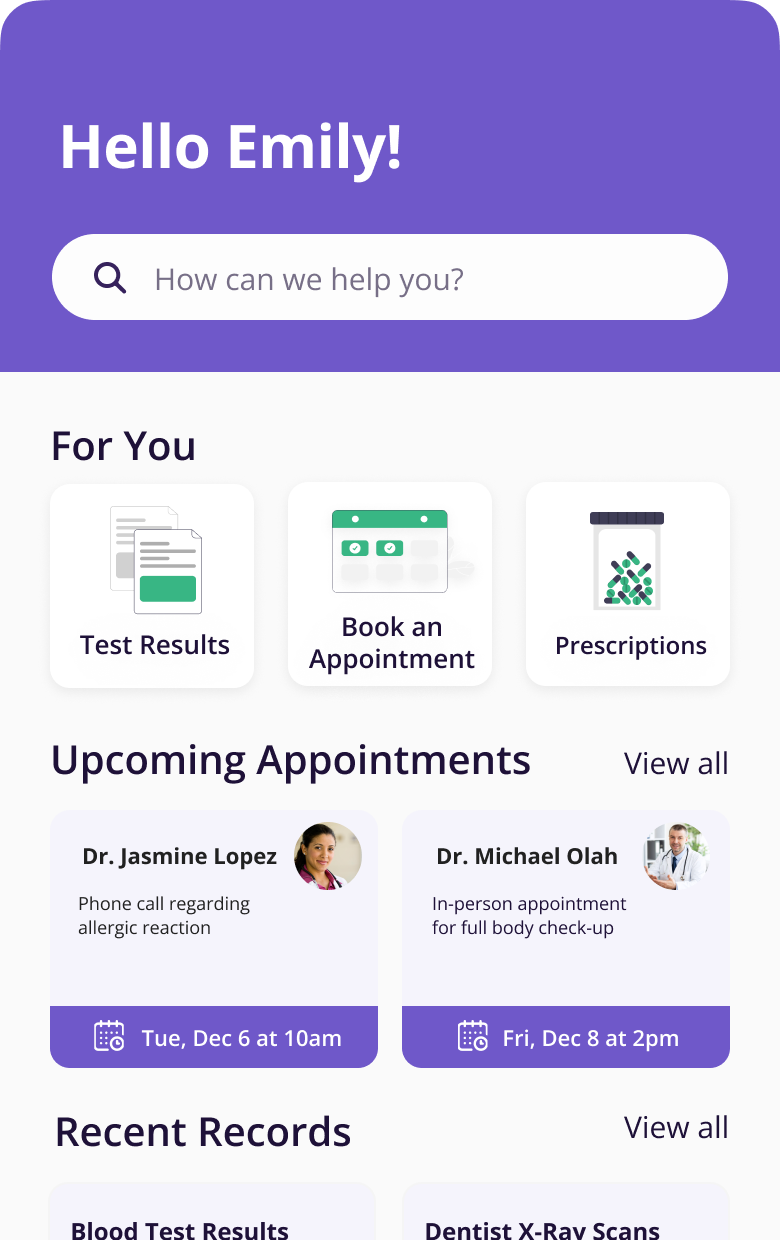 Hello Emily!
How can we help you?
For You
Test Results
Book an
Appointment
Prescriptions
Upcoming Appointments
View all
Dr. Jasmine Lopez
Phone call regarding
allergic reaction
Tue, Dec 6 at 10am
Dr. Michael Olah
In-person appointment
for full body check-up
Fri, Dec 8 at 2pm
Recent Records
View all
Blood Test Results
Dentist X-Ray Scans